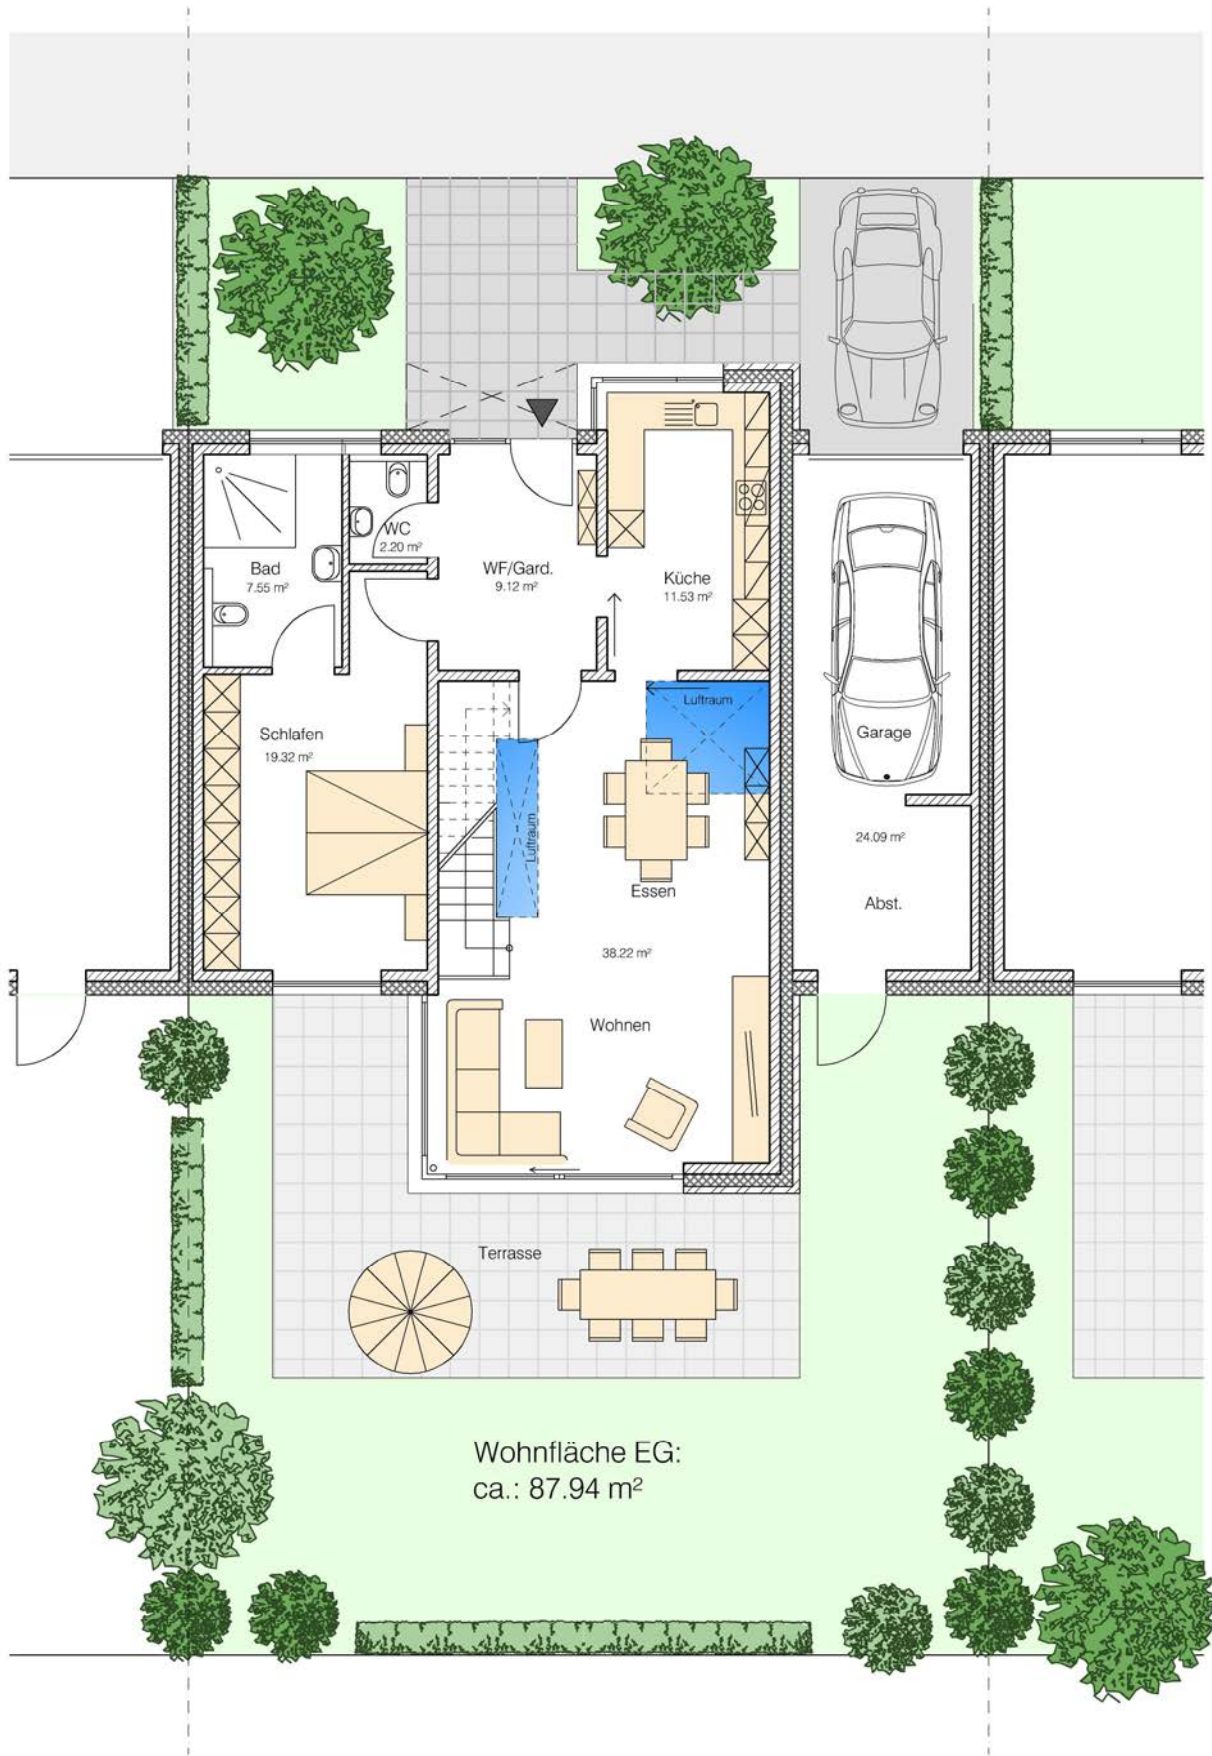 WC
2.20 m²
Bad
7.55 m²
WF/Gard.
9.12 m²
Küche
11.53 m²
Luftraum
Schlafen
19.32 m²
Garage
Luftraum
24.09 m²
Essen
Abst.
38.22 m²
Wohnen
Terrasse
Wohnfläche EG:
ca.: 87.94 m²